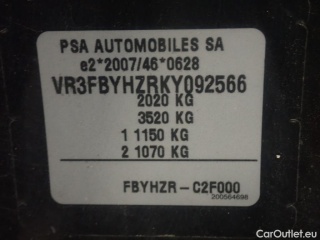 PSA AUTOMOBILES SA
e2*2007/46*0628
VR3FBYHZRKY092566
2020 KG
3520 KG
1 1150 KG
2 1070 KG
FBYHZR - C2F000
200564698
CarOutlet.eu